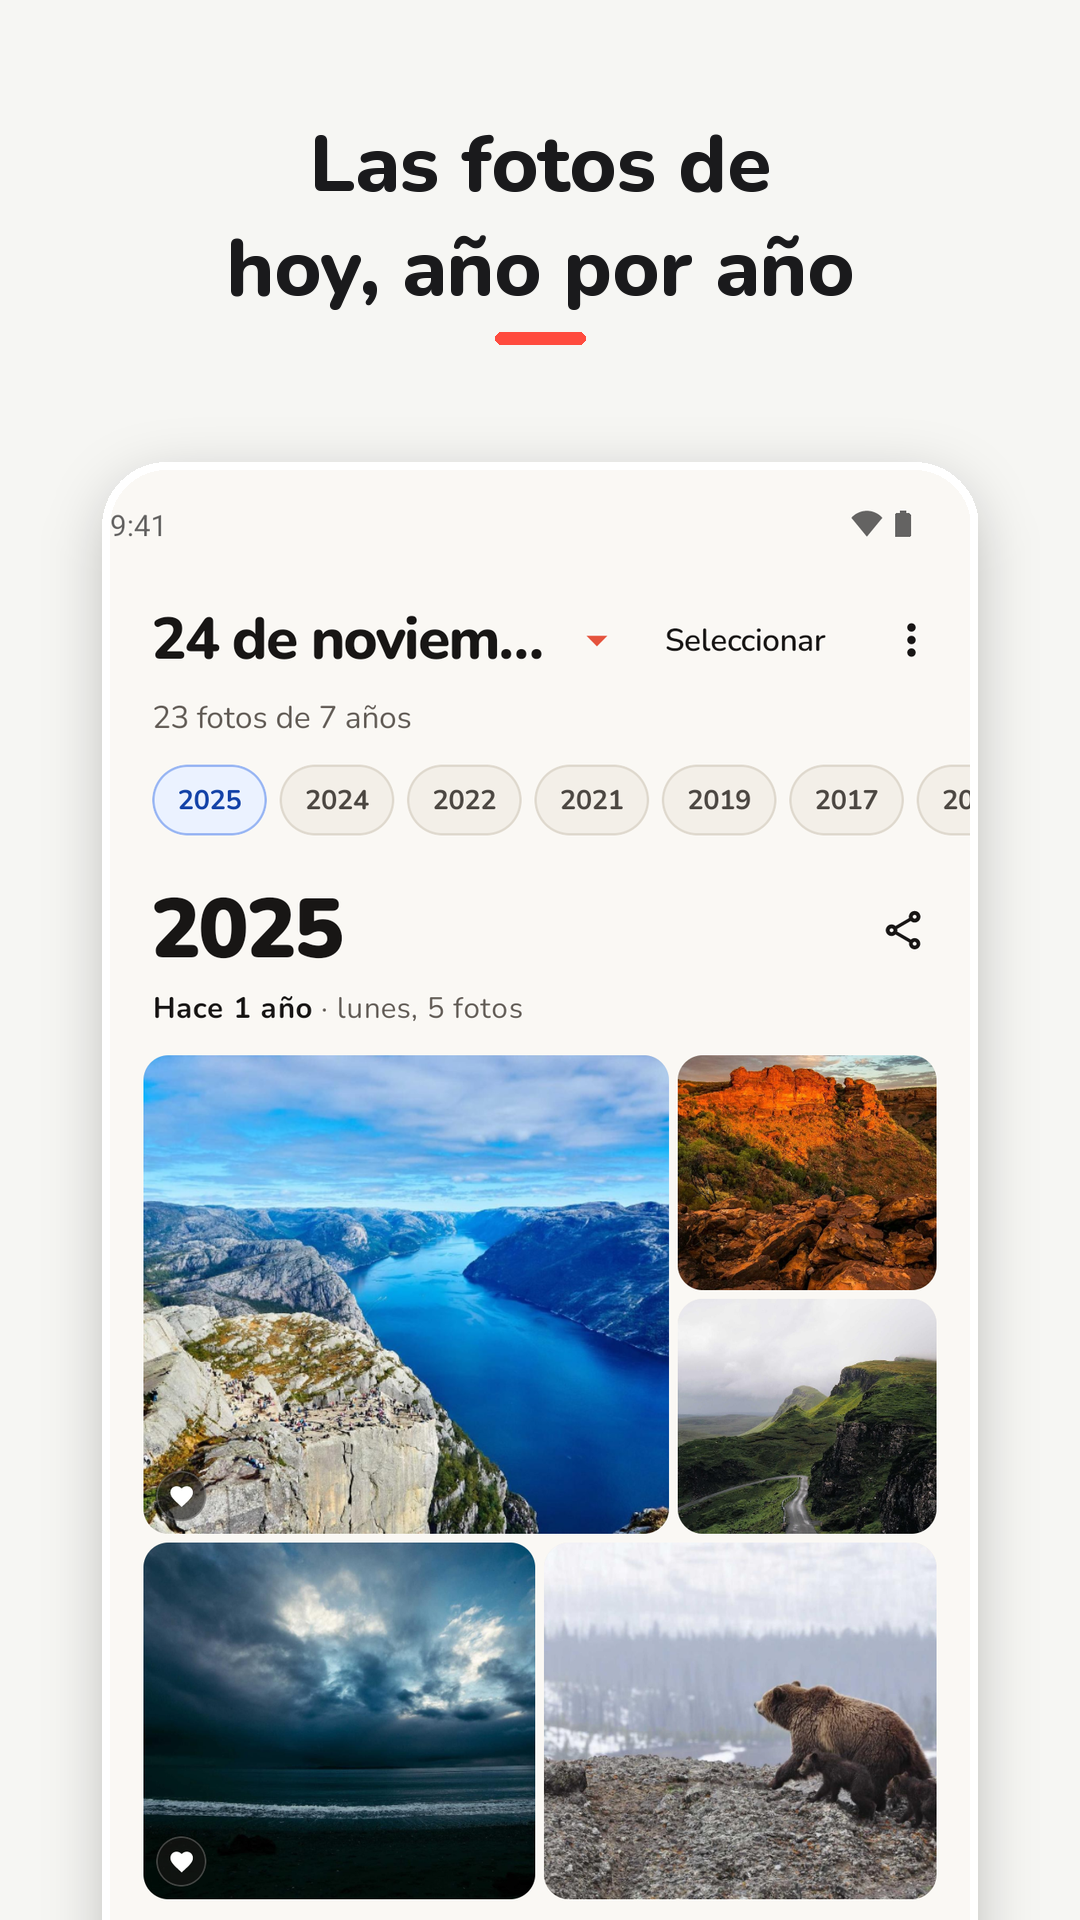 Las fotos de
hoy, año por año
9:41
24 de noviem...
Seleccionar
23 fotos de 7 años
2025 2024 2022 2021 2019 2017 20
2025
Hace 1 año · lunes, 5 fotos